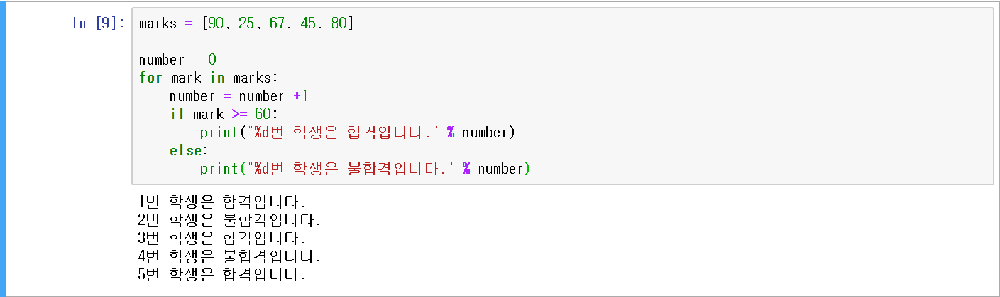 In [9]: marks = [90, 25, 67, 45, 80]
number = 0
for mark in marks:
    number = number +1
    if mark >= 60:
        print("%d번 학생은 합격입니다." % number)
    else:
        print("%d번 학생은 불합격입니다." % number)
1번 학생은 합격입니다.
2번 학생은 불합격입니다.
3번 학생은 합격입니다.
4번 학생은 불합격입니다.
5번 학생은 합격입니다.